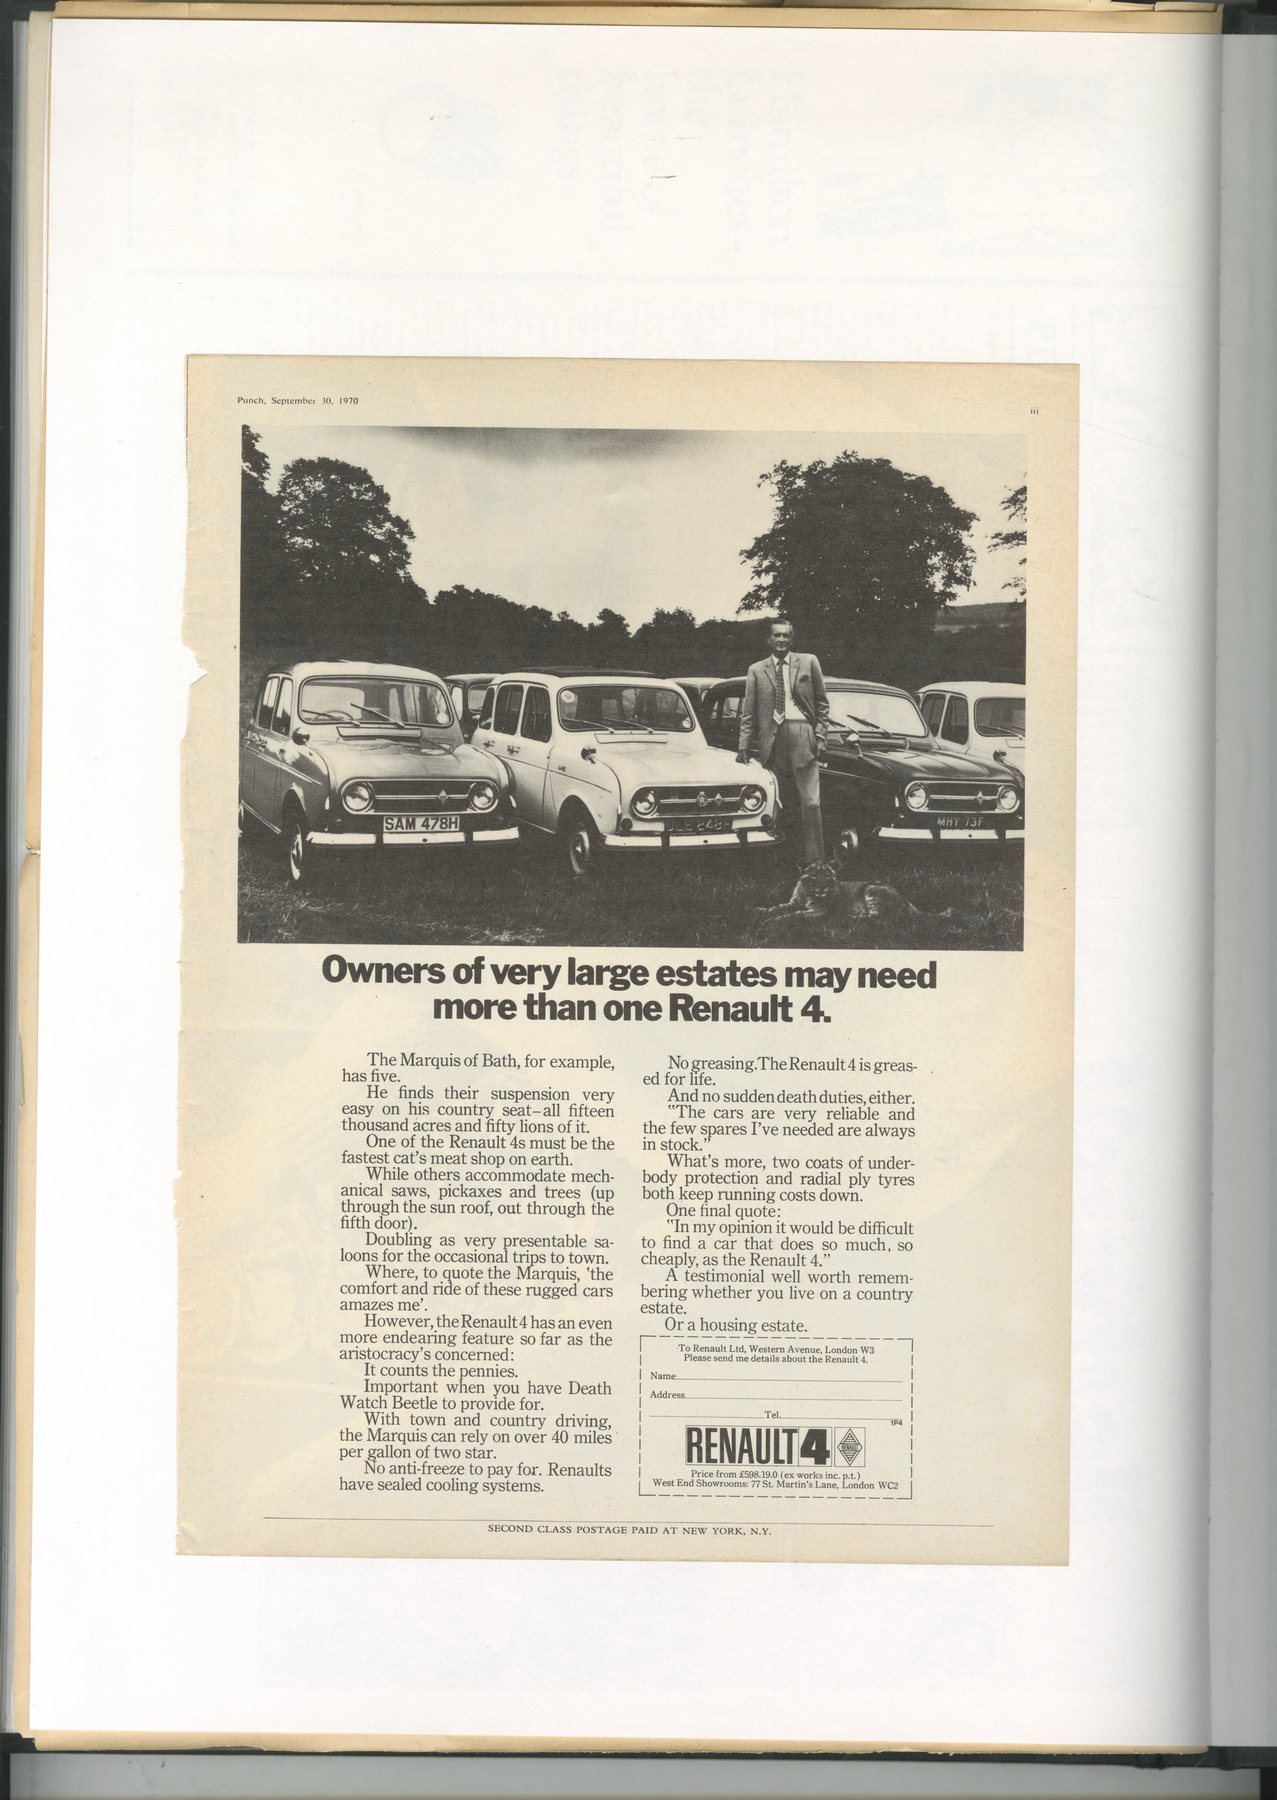 Punch, September 30, 1970
iii
SAM 478H
MHY 73F
Owners of very large estates may need
more than one Renault 4.
The Marquis of Bath, for example,
has five.
He finds their suspension very
easy on his country seat–all fifteen
thousand acres and fifty lions of it.
One of the Renault 4s must be the
fastest cat's meat shop on earth.
While others accommodate mech-
anical saws, pickaxes and trees (up
through the sun roof, out through the
fifth door).
Doubling as very presentable sa-
loons for the occasional trips to town.
Where, to quote the Marquis, 'the
comfort and ride of these rugged cars
amazes me'.
However, the Renault 4 has an even
more endearing feature so far as the
aristocracy's concerned:
It counts the pennies.
Important when you have Death
Watch Beetle to provide for.
With town and country driving,
the Marquis can rely on over 40 miles
per gallon of two star.
No anti-freeze to pay for. Renaults
have sealed cooling systems.
No greasing. The Renault 4 is greas-
ed for life.
And no sudden death duties, either.
"The cars are very reliable and
the few spares I've needed are always
in stock."
What's more, two coats of under-
body protection and radial ply tyres
both keep running costs down.
One final quote:
"In my opinion it would be difficult
to find a car that does so much, so
cheaply, as the Renault 4."
A testimonial well worth remem-
bering whether you live on a country
estate.
Or a housing estate.
To Renault Ltd, Western Avenue, London W3
Please send me details about the Renault 4.
Name
Address
Tel.
1P4
RENAULT 4
RENAULT
Price from £598.19.0 (ex works inc. p.t.)
West End Showrooms: 77 St. Martin's Lane, London WC2
SECOND CLASS POSTAGE PAID AT NEW YORK, N.Y.